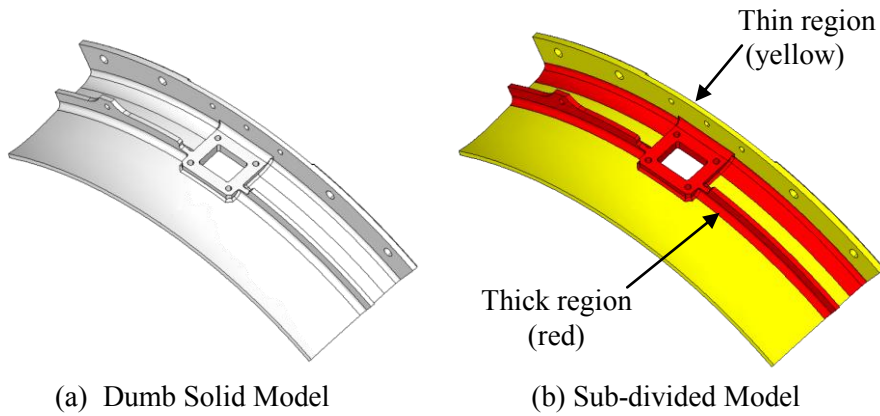 Thin region
(yellow)
Thick region
(red)
(a) Dumb Solid Model
(b) Sub-divided Model